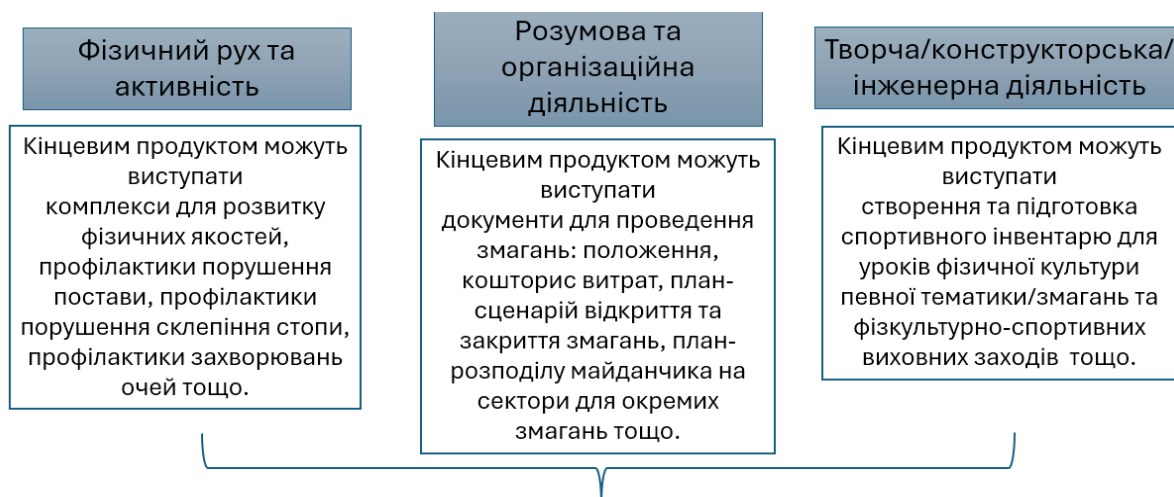 Фізичний рух та
активність
Кінцевим продуктом можуть
виступати
комплекси для розвитку
фізичних якостей,
профілактики порушення
постави, профілактики
порушення склепіння стопи,
профілактики захворювань
очей тощо.
Розумова та
організаційна
діяльність
Кінцевим продуктом можуть
виступати
документи для проведення
змагань: положення,
кошторис витрат, план-
сценарій відкриття та
закриття змагань, план-
розподілу майданчика на
сектори для окремих
змагань тощо.
Творча/конструкторська/
інженерна діяльність
Кінцевим продуктом можуть
виступати
створення та підготовка
спортивного інвентарю для
уроків фізичної культури
певної тематики/змагань та
фізкультурно-спортивних
виховних заходів  тощо.